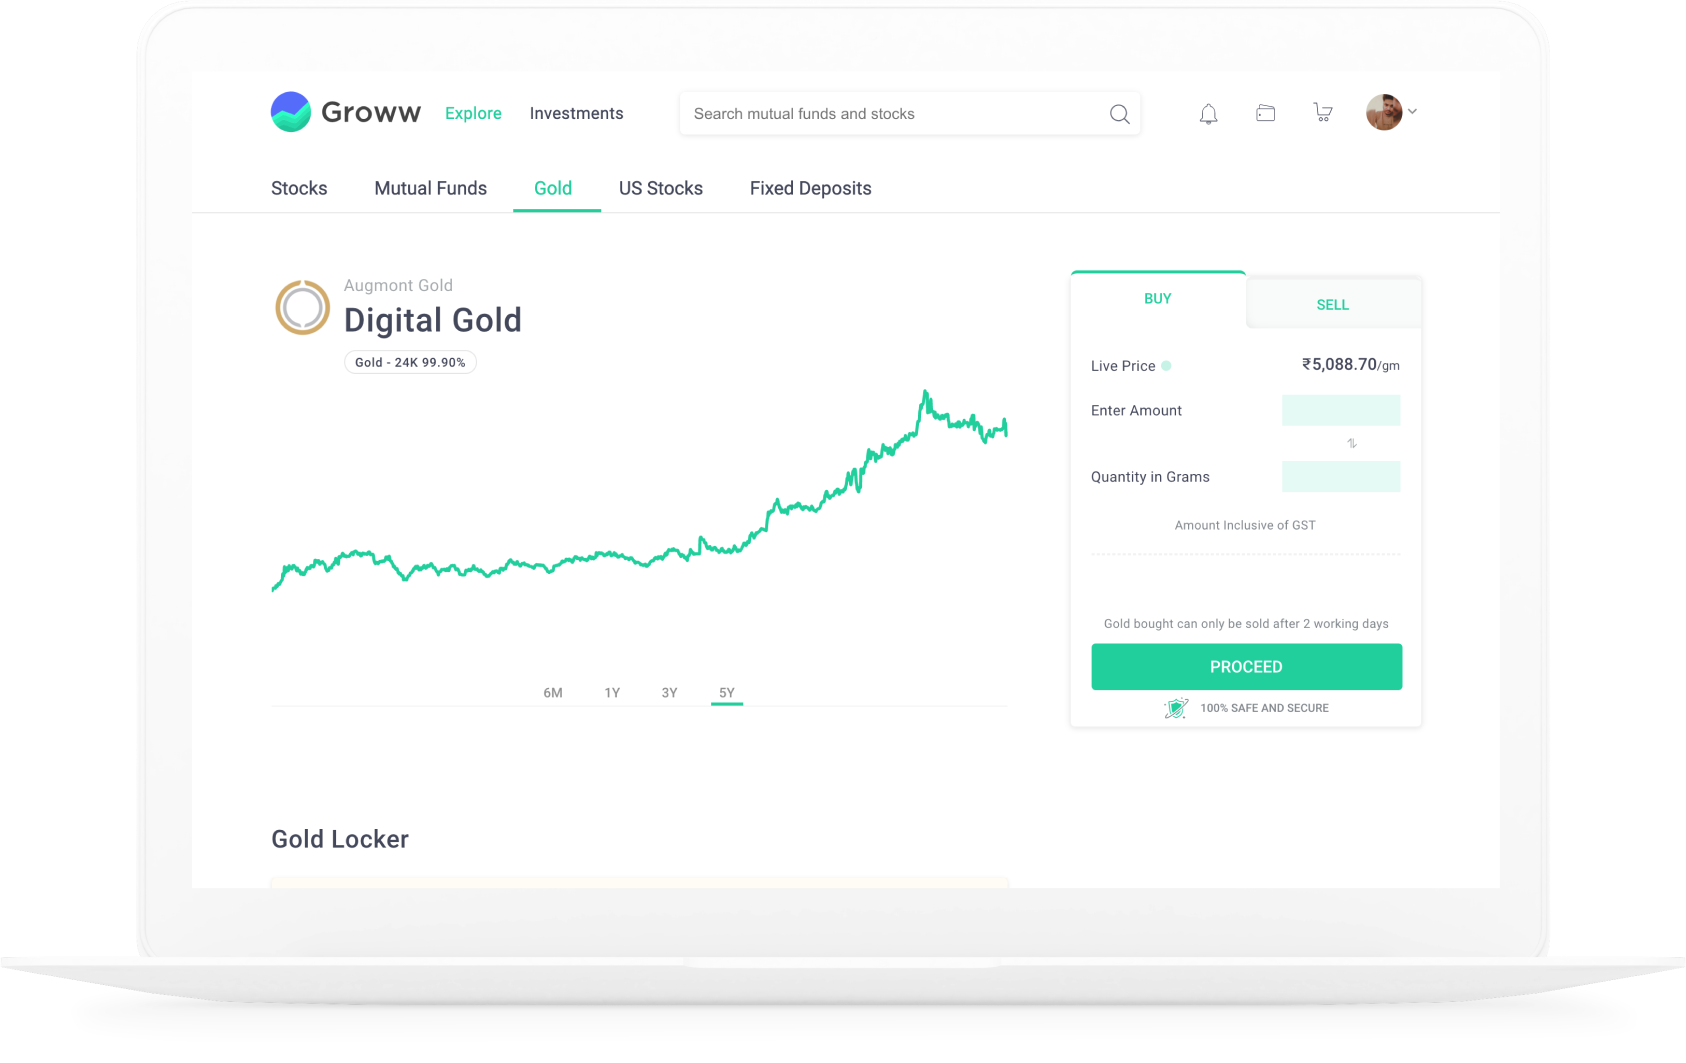 Groww Explore Investments Search mutual funds and stocks
Stocks Mutual Funds Gold US Stocks Fixed Deposits
Augmont Gold
Digital Gold
Gold - 24K 99.90%
6M 1Y 3Y 5Y
BUY SELL
Live Price ₹5,088.70/gm
Enter Amount
Quantity in Grams
Amount Inclusive of GST
Gold bought can only be sold after 2 working days
PROCEED
100% SAFE AND SECURE
Gold Locker